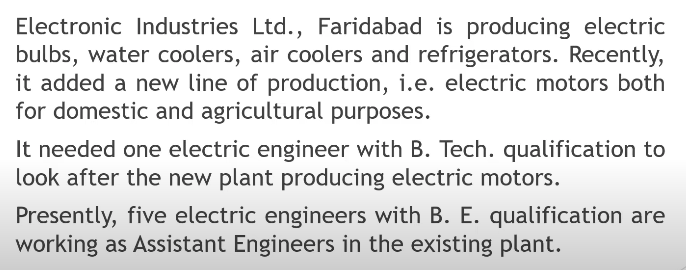 Electronic Industries Ltd., Faridabad is producing electric
bulbs, water coolers, air coolers and refrigerators. Recently,
it added a new line of production, i.e. electric motors both
for domestic and agricultural purposes.
It needed one electric engineer with B. Tech. qualification to
look after the new plant producing electric motors.
Presently, five electric engineers with B. E. qualification are
working as Assistant Engineers in the existing plant.